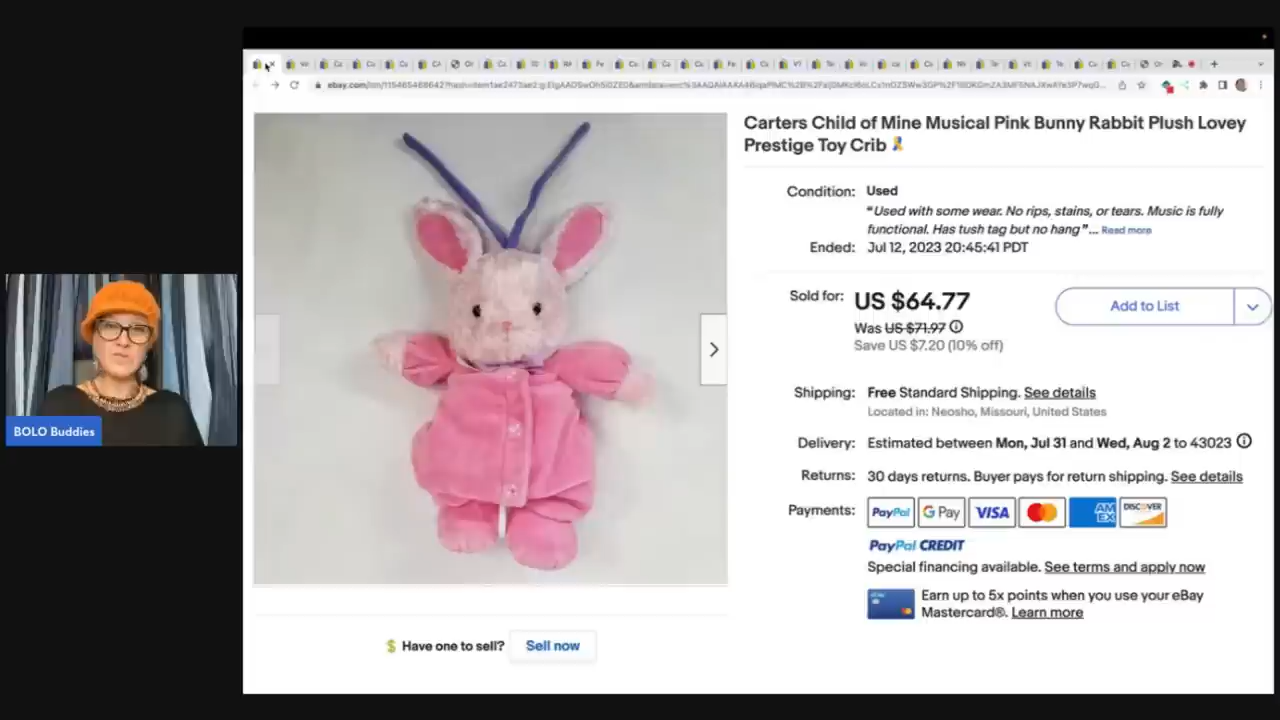 Carters Child of Mine Musical Pink Bunny Rabbit Plush Lovey
Prestige Toy Crib
Condition: Used
“Used with some wear. No rips, stains, or tears. Music is fully
functional. Has tush tag but no hang” ... Read more
Ended: Jul 12, 2023 20:45:41 PDT
Sold for: US $64.77
Add to List
Was US $71.97
Save US $7.20 (10% off)
Shipping: Free Standard Shipping. See details
Located in: Neosho, Missouri, United States
BOLO Buddies
Delivery: Estimated between Mon, Jul 31 and Wed, Aug 2 to 43023
Returns: 30 days returns. Buyer pays for return shipping. See details
Payments: PayPal G Pay VISA AM EX DISCOVER
PayPal CREDIT
Special financing available. See terms and apply now
Earn up to 5x points when you use your eBay
Mastercard®. Learn more
$ Have one to sell? Sell now